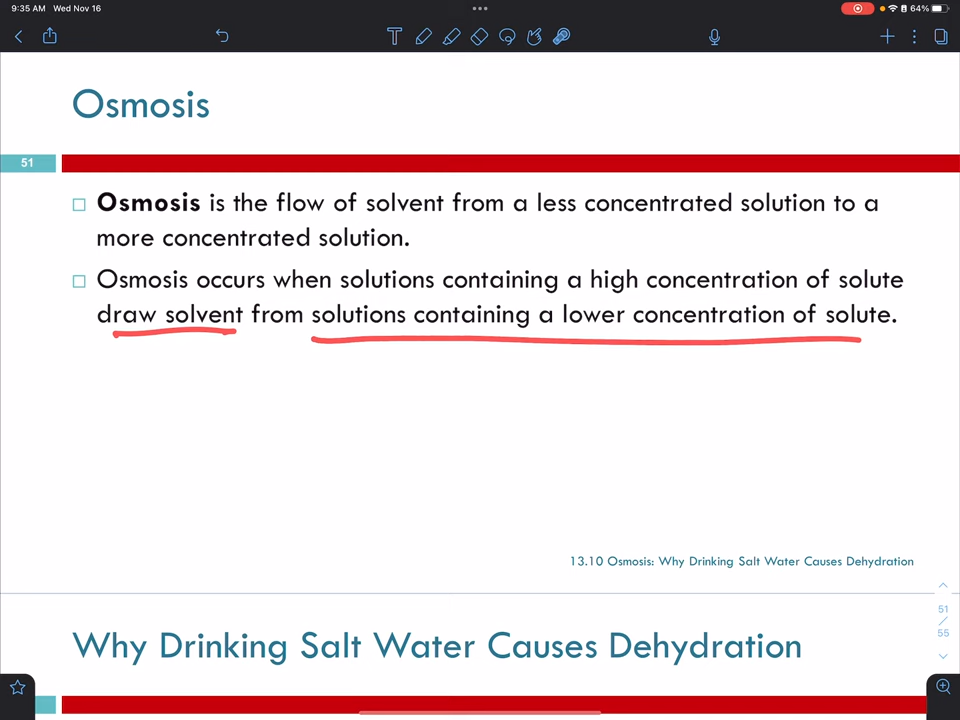 9:35 AM Wed Nov 16
64%
Osmosis
51
Osmosis is the flow of solvent from a less concentrated solution to a
more concentrated solution.
Osmosis occurs when solutions containing a high concentration of solute
draw solvent from solutions containing a lower concentration of solute.
13.10 Osmosis: Why Drinking Salt Water Causes Dehydration
51
/
55
Why Drinking Salt Water Causes Dehydration